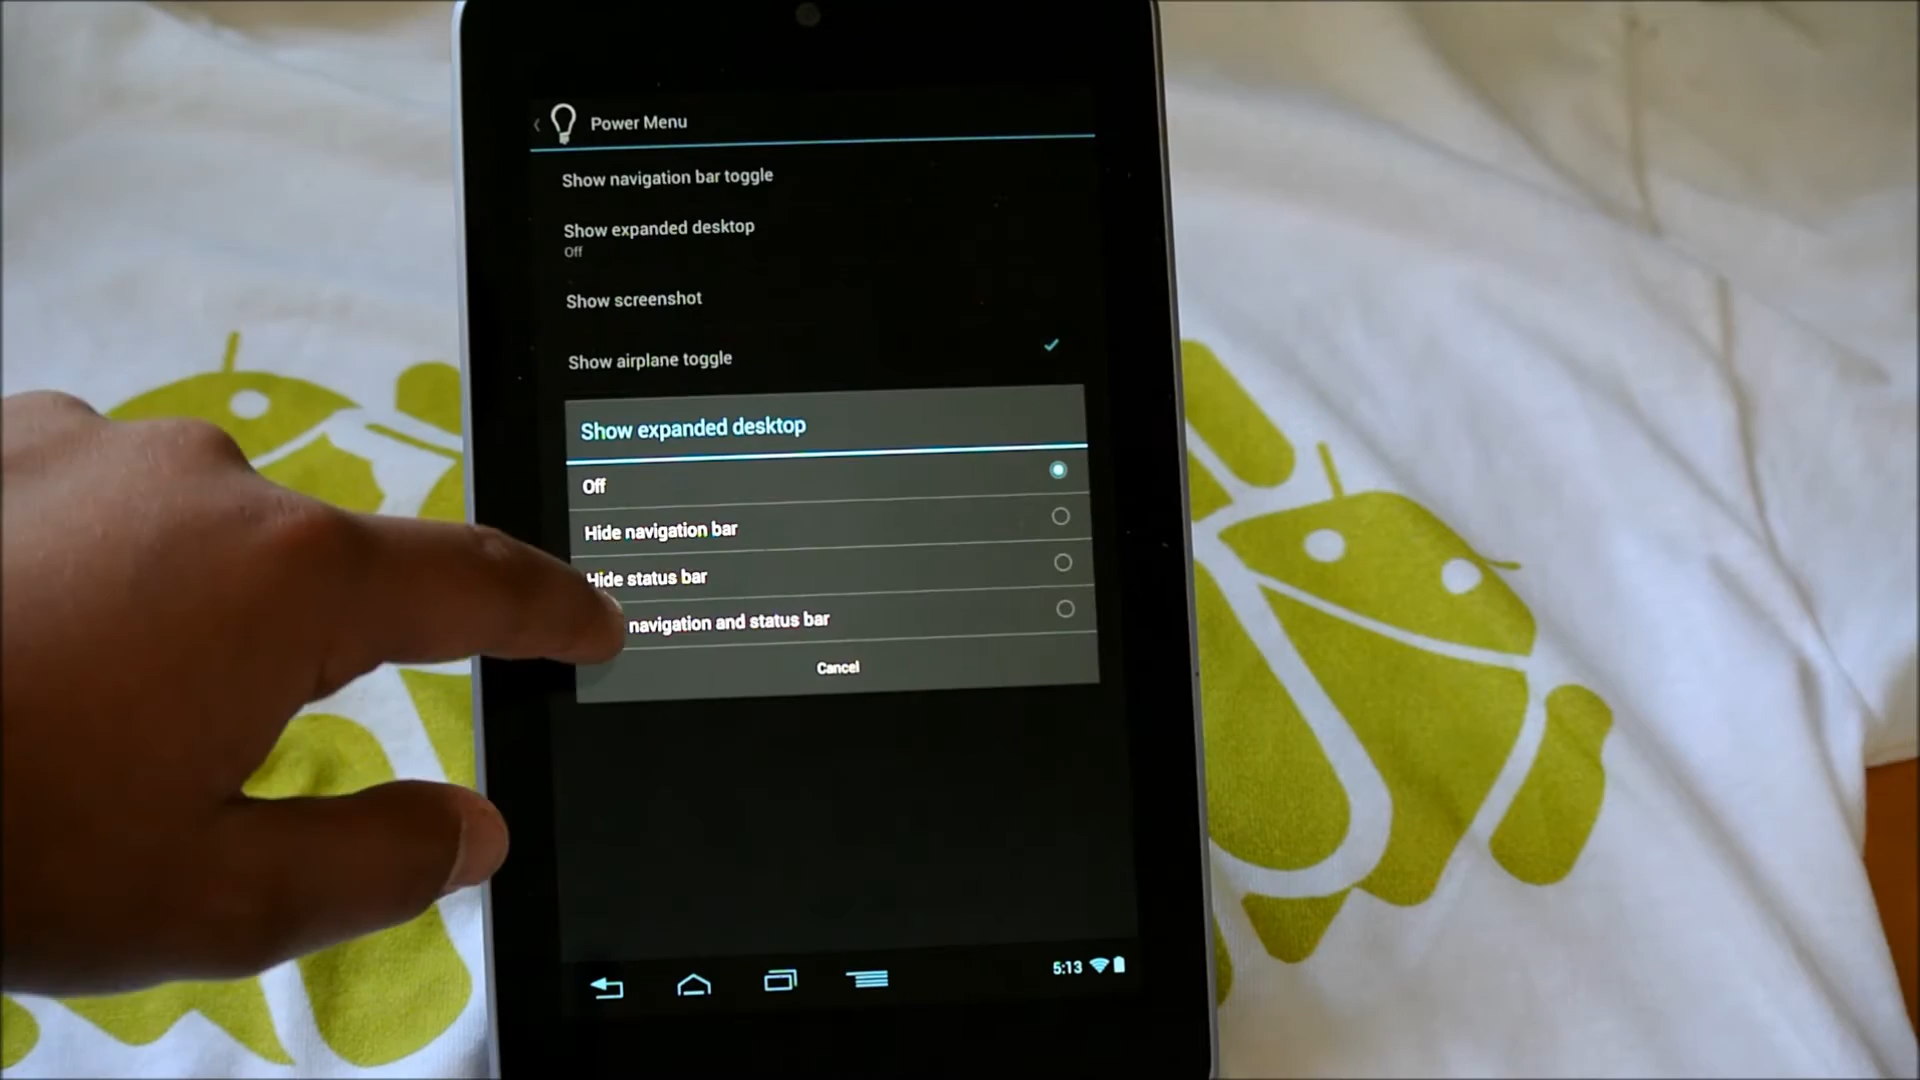 Power Menu
Show navigation bar toggle
Show expanded desktop
Off
Show screenshot
Show airplane toggle
Show expanded desktop
Off
Hide navigation bar
Hide status bar
navigation and status bar
Cancel
5:13